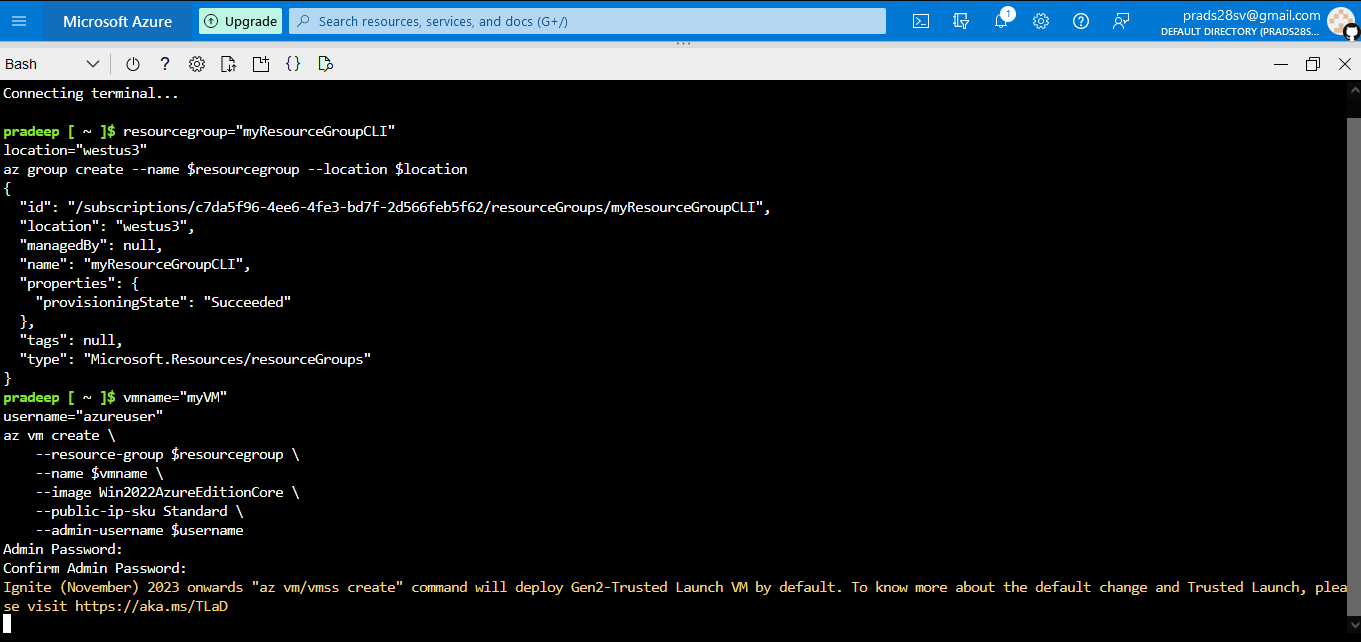 Microsoft Azure
Upgrade
Search resources, services, and docs (G+/)
1
prads28sv@gmail.com
DEFAULT DIRECTORY (PRADS28S...
Bash
Connecting terminal...
pradeep [ ~ ]$ resourcegroup="myResourceGroupCLI"
location="westus3"
az group create --name $resourcegroup --location $location
{
  "id": "/subscriptions/c7da5f96-4ee6-4fe3-bd7f-2d566feb5f62/resourceGroups/myResourceGroupCLI",
  "location": "westus3",
  "managedBy": null,
  "name": "myResourceGroupCLI",
  "properties": {
    "provisioningState": "Succeeded"
  },
  "tags": null,
  "type": "Microsoft.Resources/resourceGroups"
}
pradeep [ ~ ]$ vmname="myVM"
username="azureuser"
az vm create \
    --resource-group $resourcegroup \
    --name $vmname \
    --image Win2022AzureEditionCore \
    --public-ip-sku Standard \
    --admin-username $username
Admin Password:
Confirm Admin Password:
Ignite (November) 2023 onwards "az vm/vmss create" command will deploy Gen2-Trusted Launch VM by default. To know more about the default change and Trusted Launch, plea
se visit https://aka.ms/TLaD